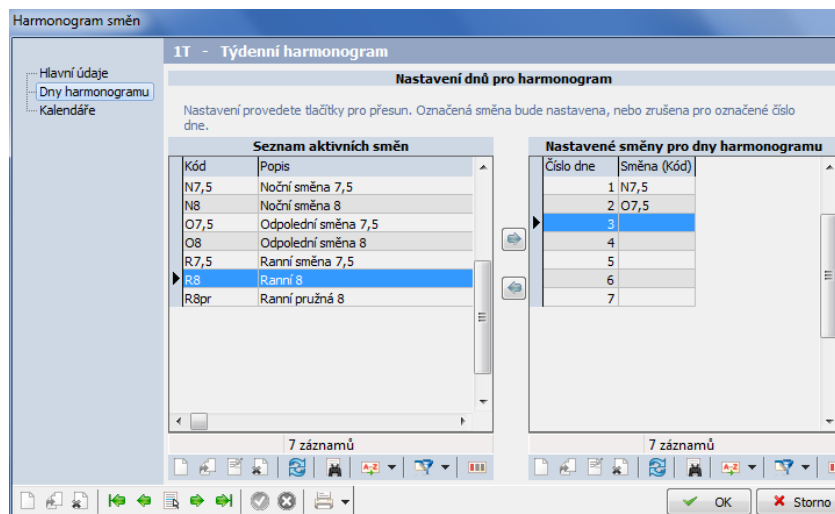 Harmonogram směn
1T - Týdenní harmonogram
Hlavní údaje
Dny harmonogramu
Kalendáře
Nastavení dnů pro harmonogram
Nastavení provedete tlačítky pro přesun. Označená směna bude nastavena, nebo zrušena pro označené číslo
dne.
Seznam aktivních směn
Kód Popis
N7,5 Noční směna 7,5
N8 Noční směna 8
O7,5 Odpolední směna 7,5
O8 Odpolední směna 8
R7,5 Ranní směna 7,5
R8 Ranní 8
R8pr Ranní pružná 8
7 záznamů
Nastavené směny pro dny harmonogramu
Číslo dne Směna (Kód)
1 N7,5
2 O7,5
3
4
5
6
7
7 záznamů
OK
Storno